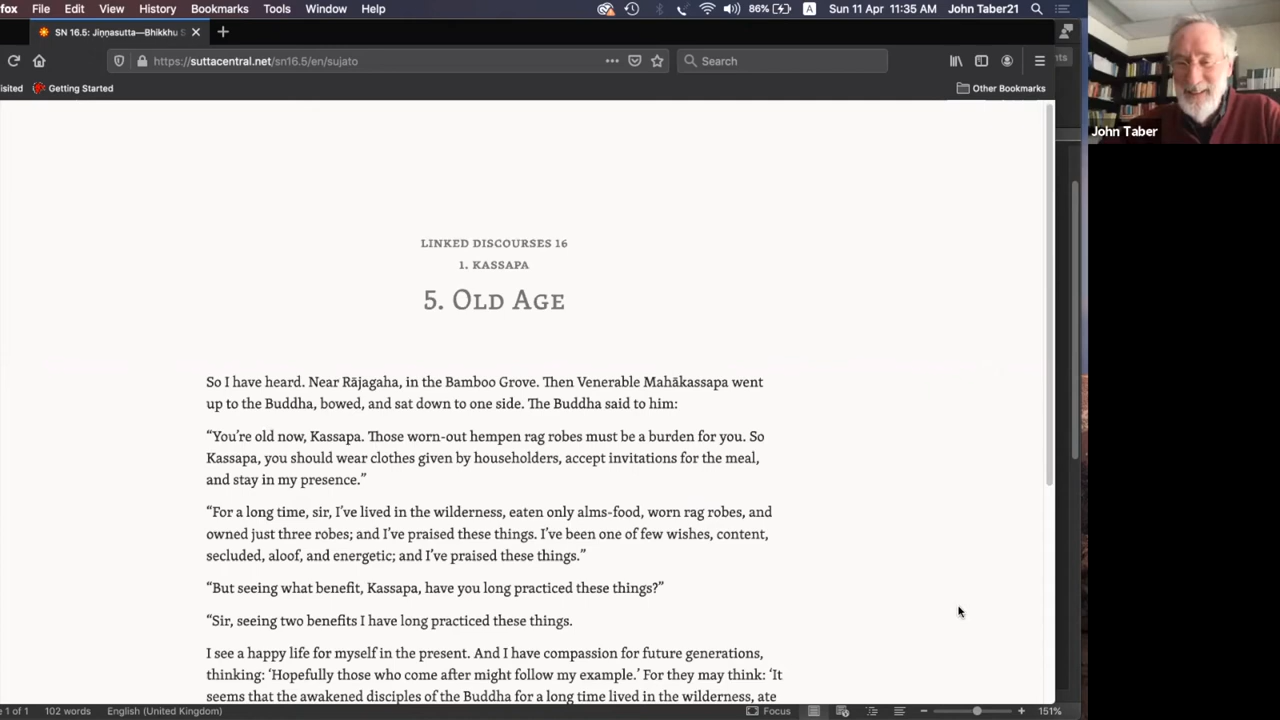 fox File Edit View History Bookmarks Tools Window Help 86% A Sun 11 Apr 11:35 AM John Taber21
SN 16.5: Jiṇṇasutta—Bhikkhu S
https://suttacentral.net/sn16.5/en/sujato
Search
isited Getting Started Other Bookmarks
nts
John Taber
LINKED DISCOURSES 16
1. KASSAPA
5. OLD AGE
So I have heard. Near Rājagaha, in the Bamboo Grove. Then Venerable Mahākassapa went
up to the Buddha, bowed, and sat down to one side. The Buddha said to him:
“You’re old now, Kassapa. Those worn-out hempen rag robes must be a burden for you. So
Kassapa, you should wear clothes given by householders, accept invitations for the meal,
and stay in my presence.”
“For a long time, sir, I’ve lived in the wilderness, eaten only alms-food, worn rag robes, and
owned just three robes; and I’ve praised these things. I’ve been one of few wishes, content,
secluded, aloof, and energetic; and I’ve praised these things.”
“But seeing what benefit, Kassapa, have you long practiced these things?”
“Sir, seeing two benefits I have long practiced these things.
I see a happy life for myself in the present. And I have compassion for future generations,
thinking: ‘Hopefully those who come after might follow my example.’ For they may think: ‘It
seems that the awakened disciples of the Buddha for a long time lived in the wilderness, ate
e 1 of 1 102 words English (United Kingdom) Focus 151%